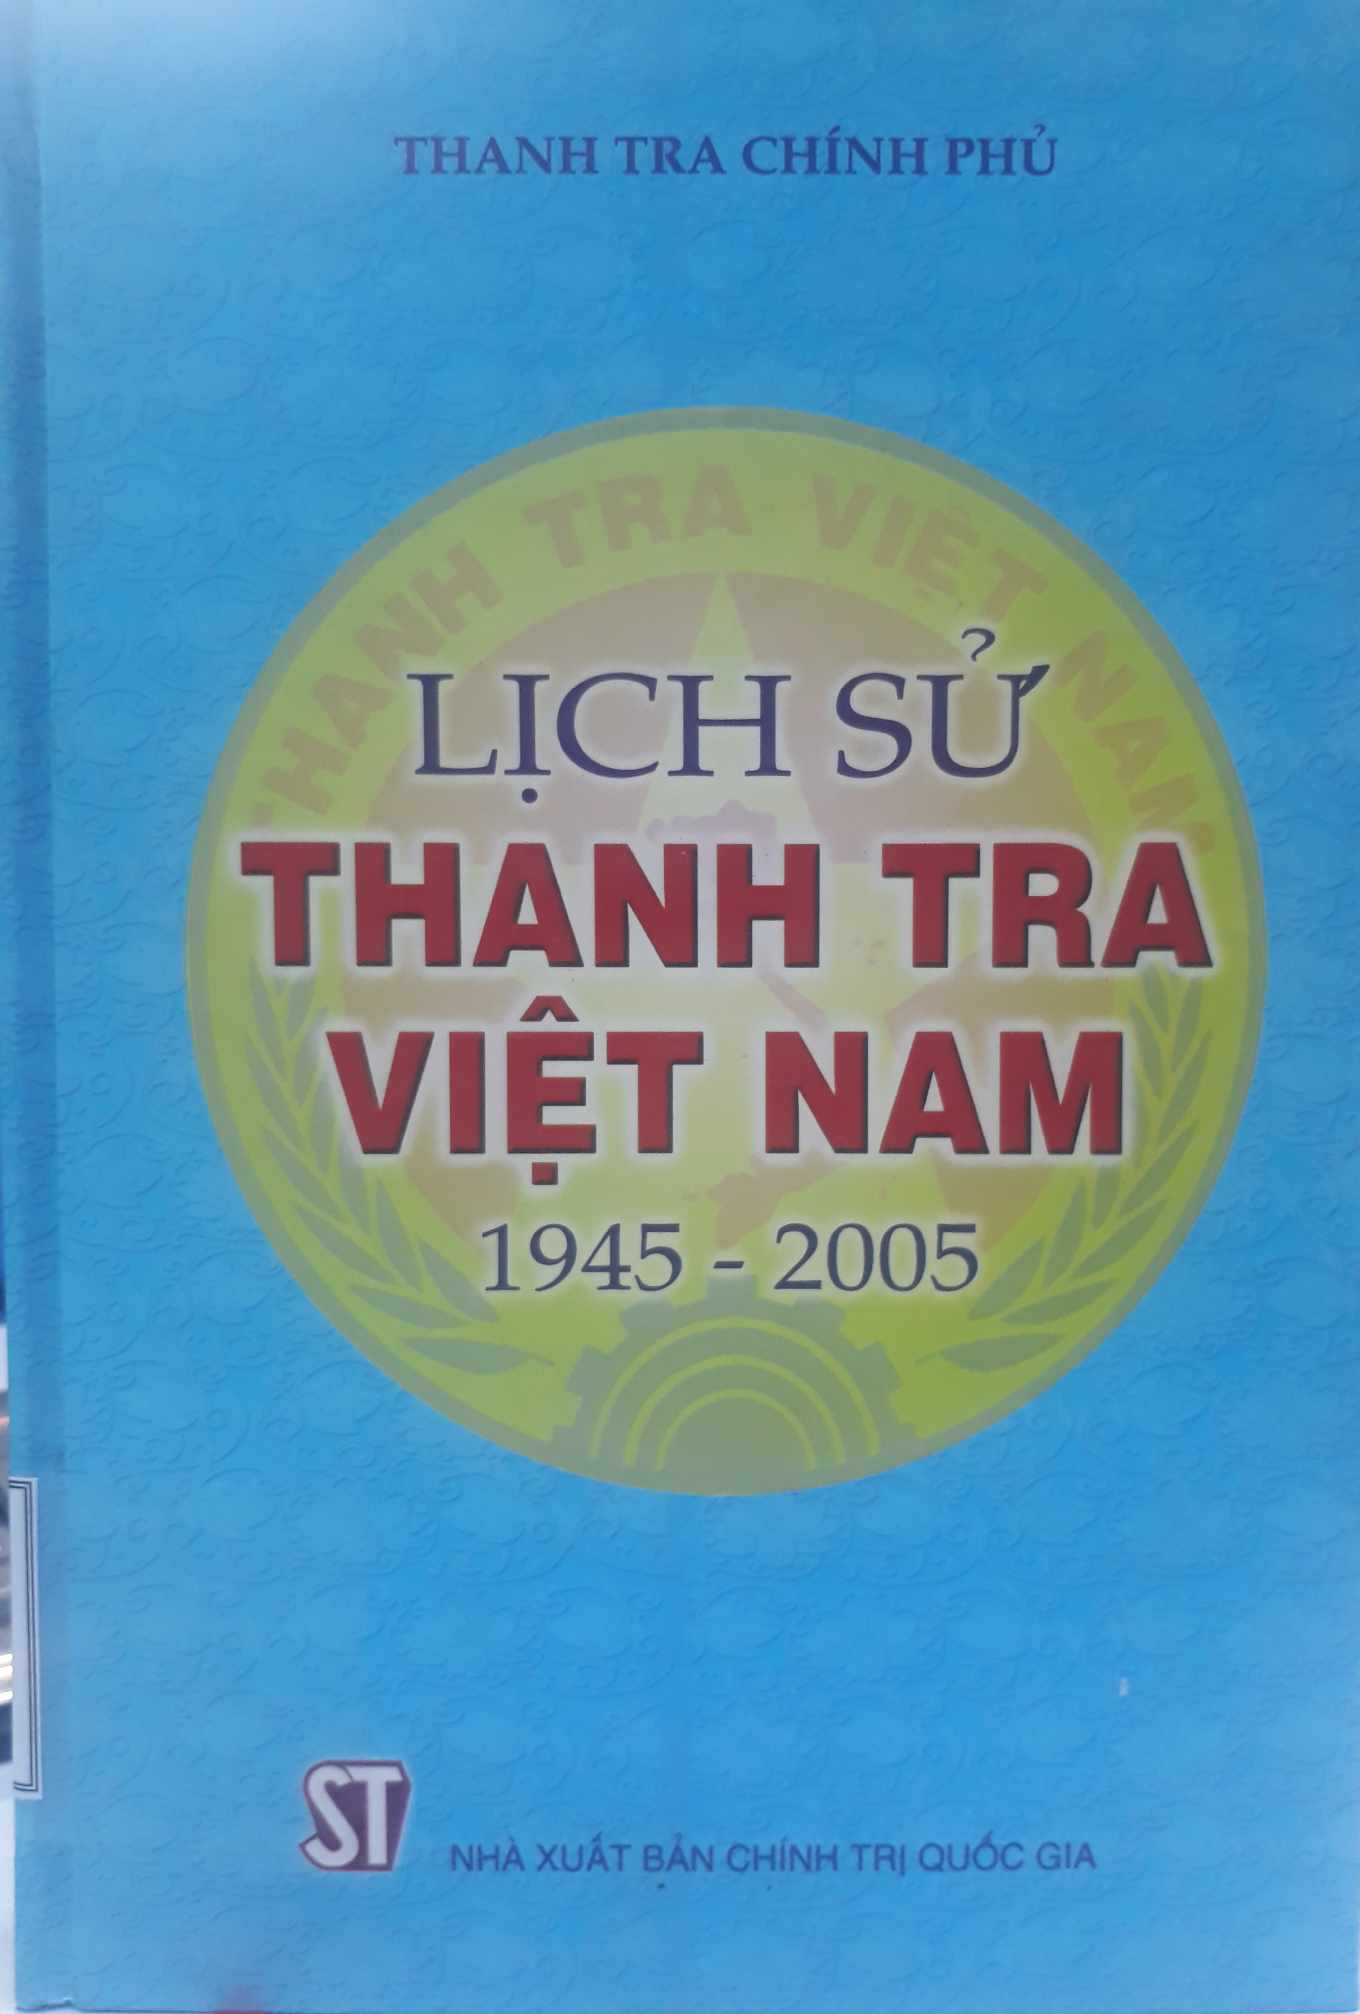 THANH TRA CHÍNH PHỦ
THANH TRA VIỆT NAM
LỊCH SỬ
THANH TRA
VIỆT NAM
1945 - 2005
ST
NHÀ XUẤT BẢN CHÍNH TRỊ QUỐC GIA